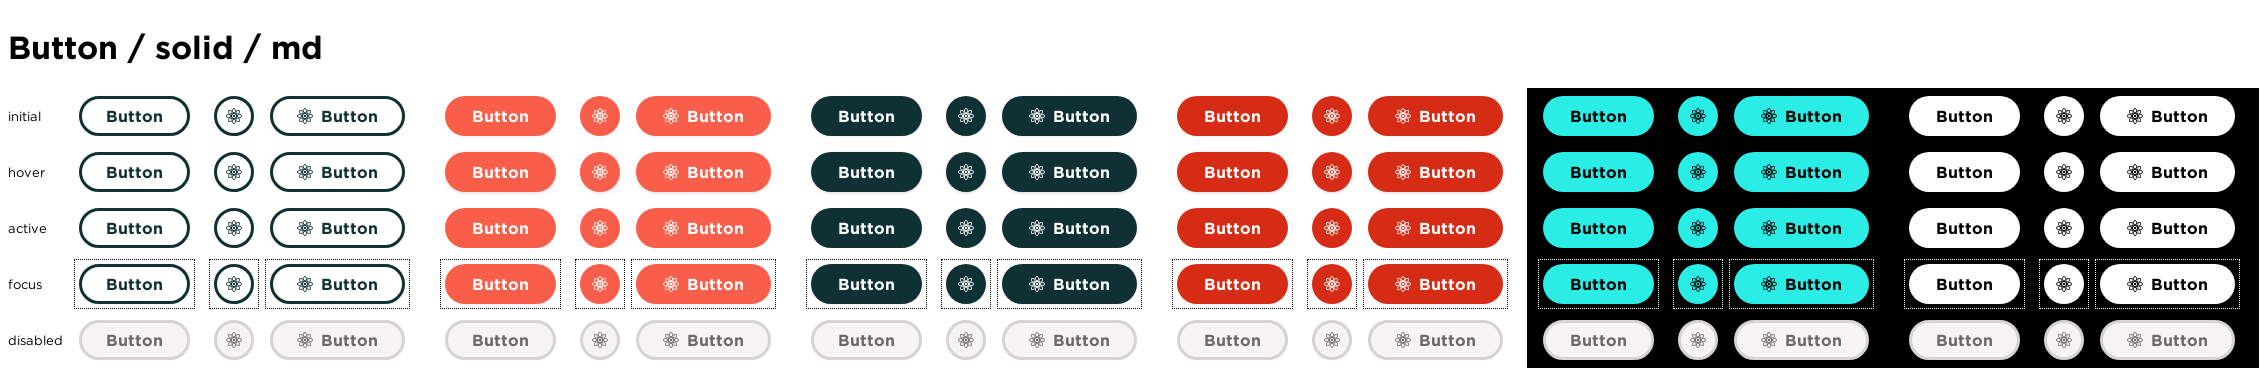 Button / solid / md
initial Button Button Button Button Button Button Button Button Button Button Button Button
hover Button Button Button Button Button Button Button Button Button Button Button Button
active Button Button Button Button Button Button Button Button Button Button Button Button
focus Button Button Button Button Button Button Button Button Button Button Button Button
disabled Button Button Button Button Button Button Button Button Button Button Button Button